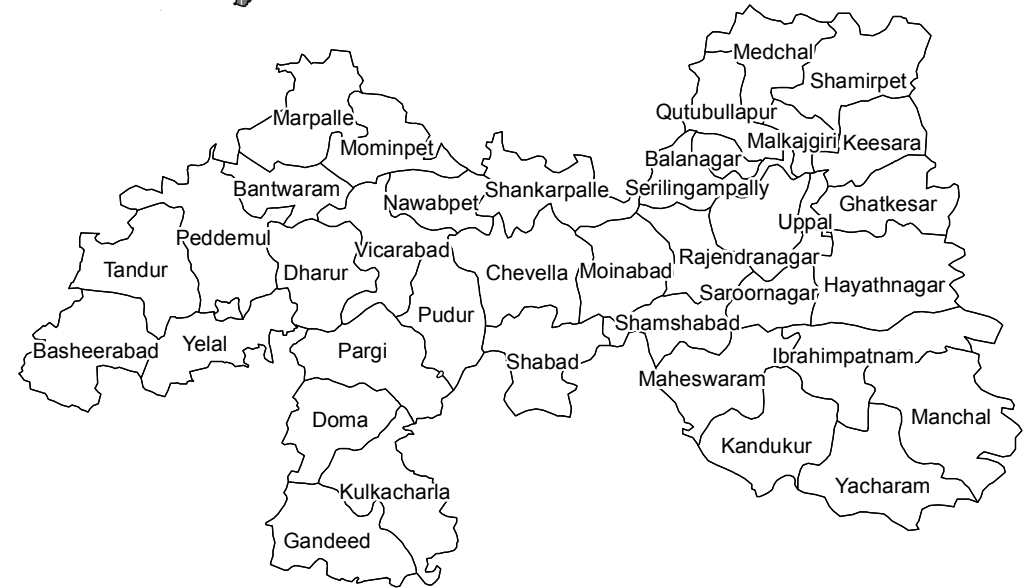 Medchal
Shamirpet
Qutubullapur
Marpalle
Malkajgiri
Keesara
Mominpet
Balanagar
Bantwaram
Shankarpalle
Serilingampally
Nawabpet
Ghatkesar
Uppal
Peddemul
Vicarabad
Rajendranagar
Tandur
Dharur
Chevella
Moinabad
Hayathnagar
Saroornagar
Pudur
Shamshabad
Yelal
Basheerabad
Pargi
Ibrahimpatnam
Shabad
Maheswaram
Doma
Manchal
Kandukur
Yacharam
Kulkacharla
Gandeed